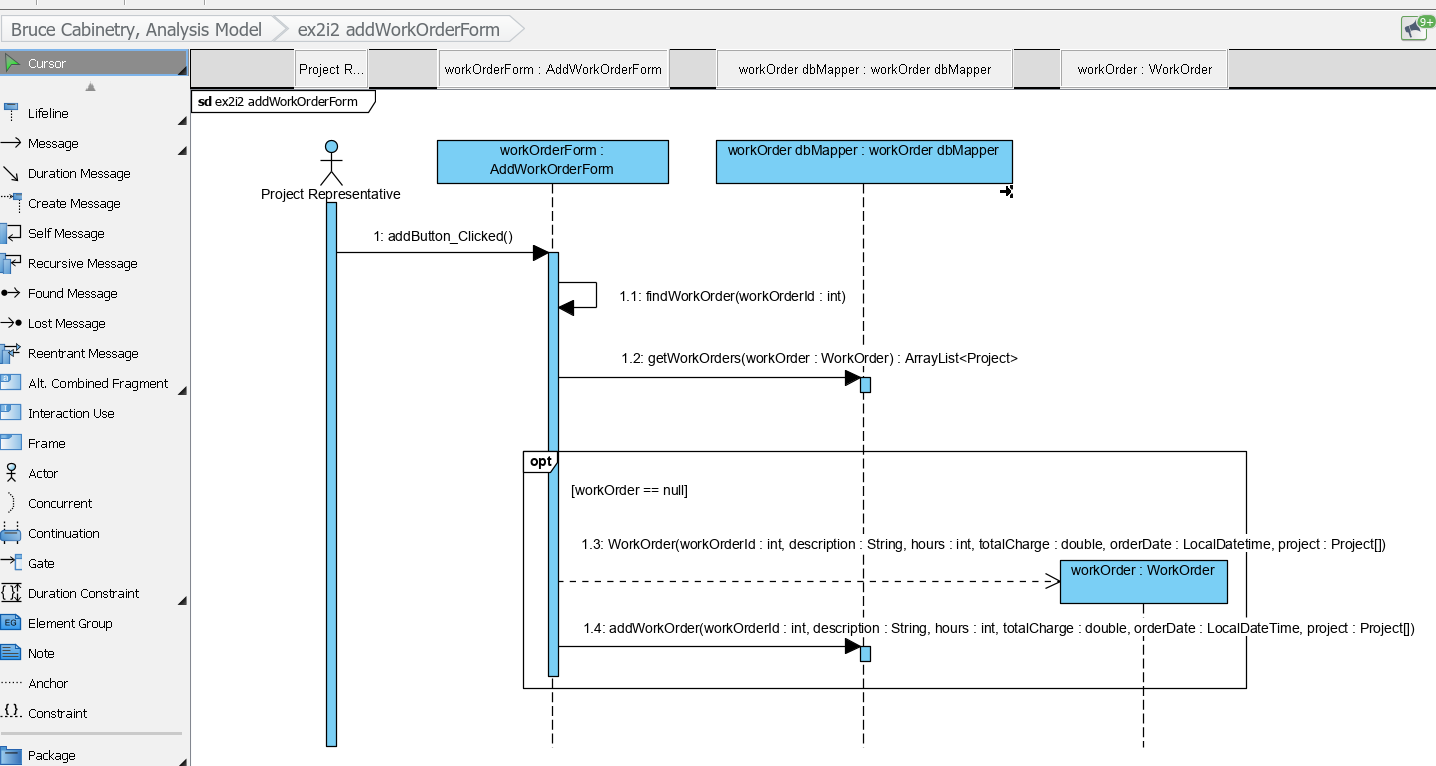 Bruce Cabinetry, Analysis Model
ex2i2 addWorkOrderForm
9+
Cursor
Project R...
workOrderForm : AddWorkOrderForm
workOrder dbMapper : workOrder dbMapper
workOrder : WorkOrder
Lifeline
Message
Duration Message
Create Message
Self Message
Recursive Message
Found Message
Lost Message
Reentrant Message
Alt. Combined Fragment
Interaction Use
Frame
Actor
Concurrent
Continuation
Gate
Duration Constraint
EG
Element Group
Note
Anchor
{}
Constraint
Package
sd ex2i2 addWorkOrderForm
Project Representative
workOrderForm :
AddWorkOrderForm
workOrder dbMapper : workOrder dbMapper
1: addButton_Clicked()
1.1: findWorkOrder(workOrderId : int)
1.2: getWorkOrders(workOrder : WorkOrder) : ArrayList<Project>
opt
[workOrder == null]
1.3: WorkOrder(workOrderId : int, description : String, hours : int, totalCharge : double, orderDate : LocalDatetime, project : Project[])
workOrder : WorkOrder
1.4: addWorkOrder(workOrderId : int, description : String, hours : int, totalCharge : double, orderDate : LocalDateTime, project : Project[])